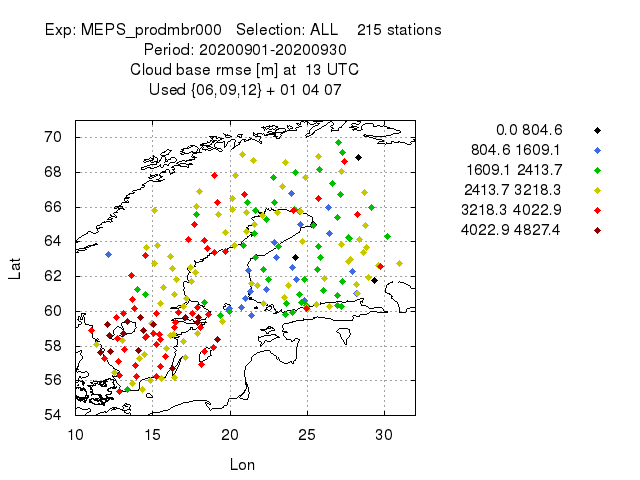 Exp: MEPS_prodmbr000 Selection: ALL 215 stations
Period: 20200901-20200930
Cloud base rmse [m] at 13 UTC
Used {06,09,12} + 01 04 07
0.0 804.6
804.6 1609.1
1609.1 2413.7
2413.7 3218.3
3218.3 4022.9
4022.9 4827.4
70
68
66
64
62
60
58
56
54
Lat
10 15 20 25 30
Lon